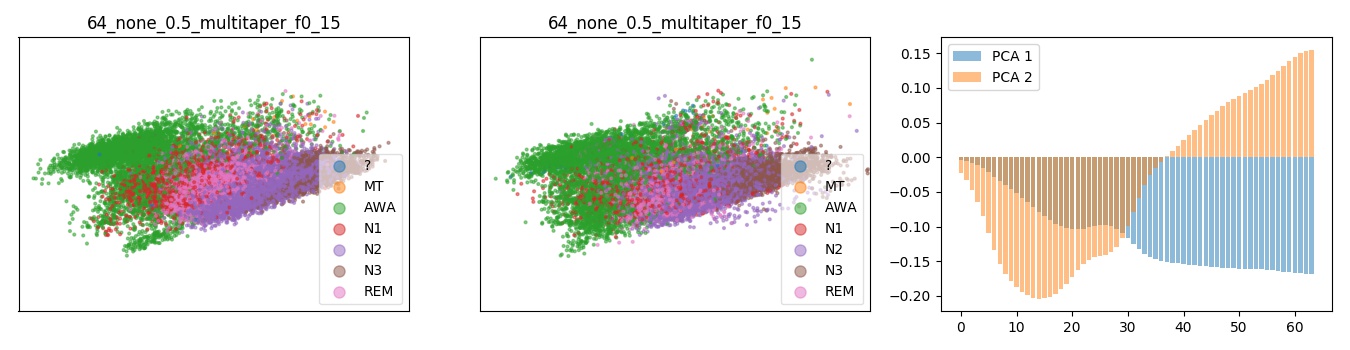 64_none_0.5_multitaper_f0_15
?
MT
AWA
N1
N2
N3
REM
64_none_0.5_multitaper_f0_15
?
MT
AWA
N1
N2
N3
REM
PCA 1
PCA 2
0.15
0.10
0.05
0.00
−0.05
−0.10
−0.15
−0.20
0 10 20 30 40 50 60